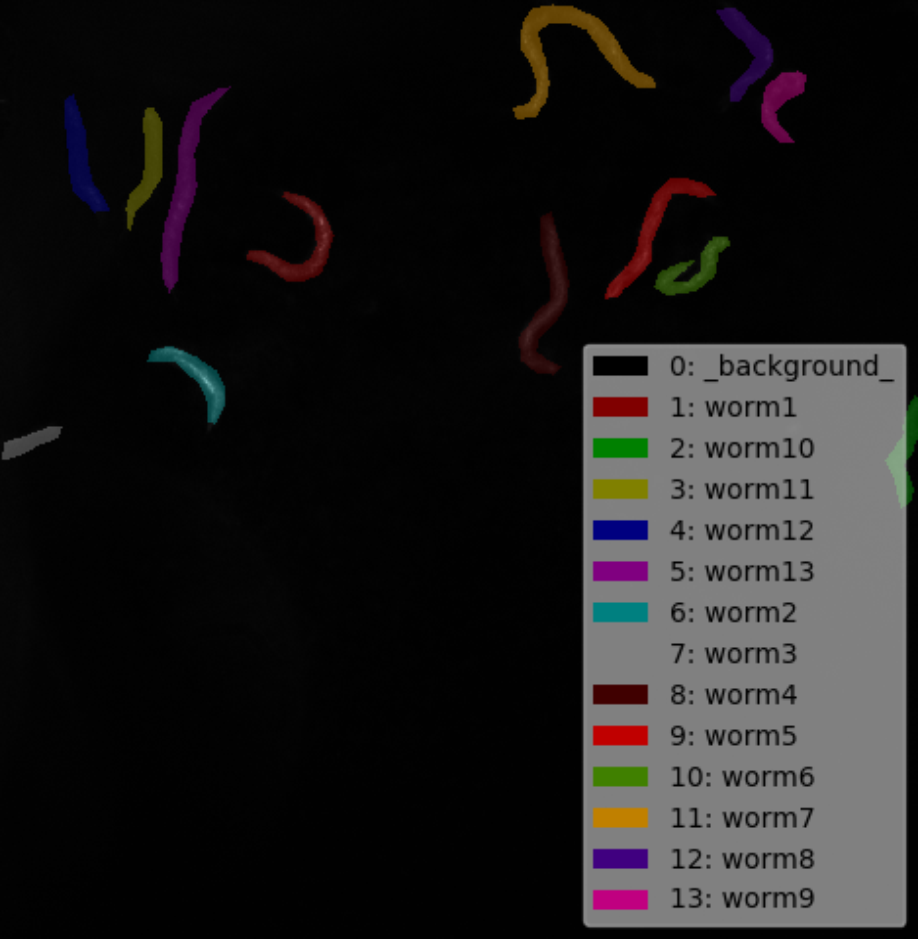 0: _background_
1: worm1
2: worm10
3: worm11
4: worm12
5: worm13
6: worm2
7: worm3
8: worm4
9: worm5
10: worm6
11: worm7
12: worm8
13: worm9